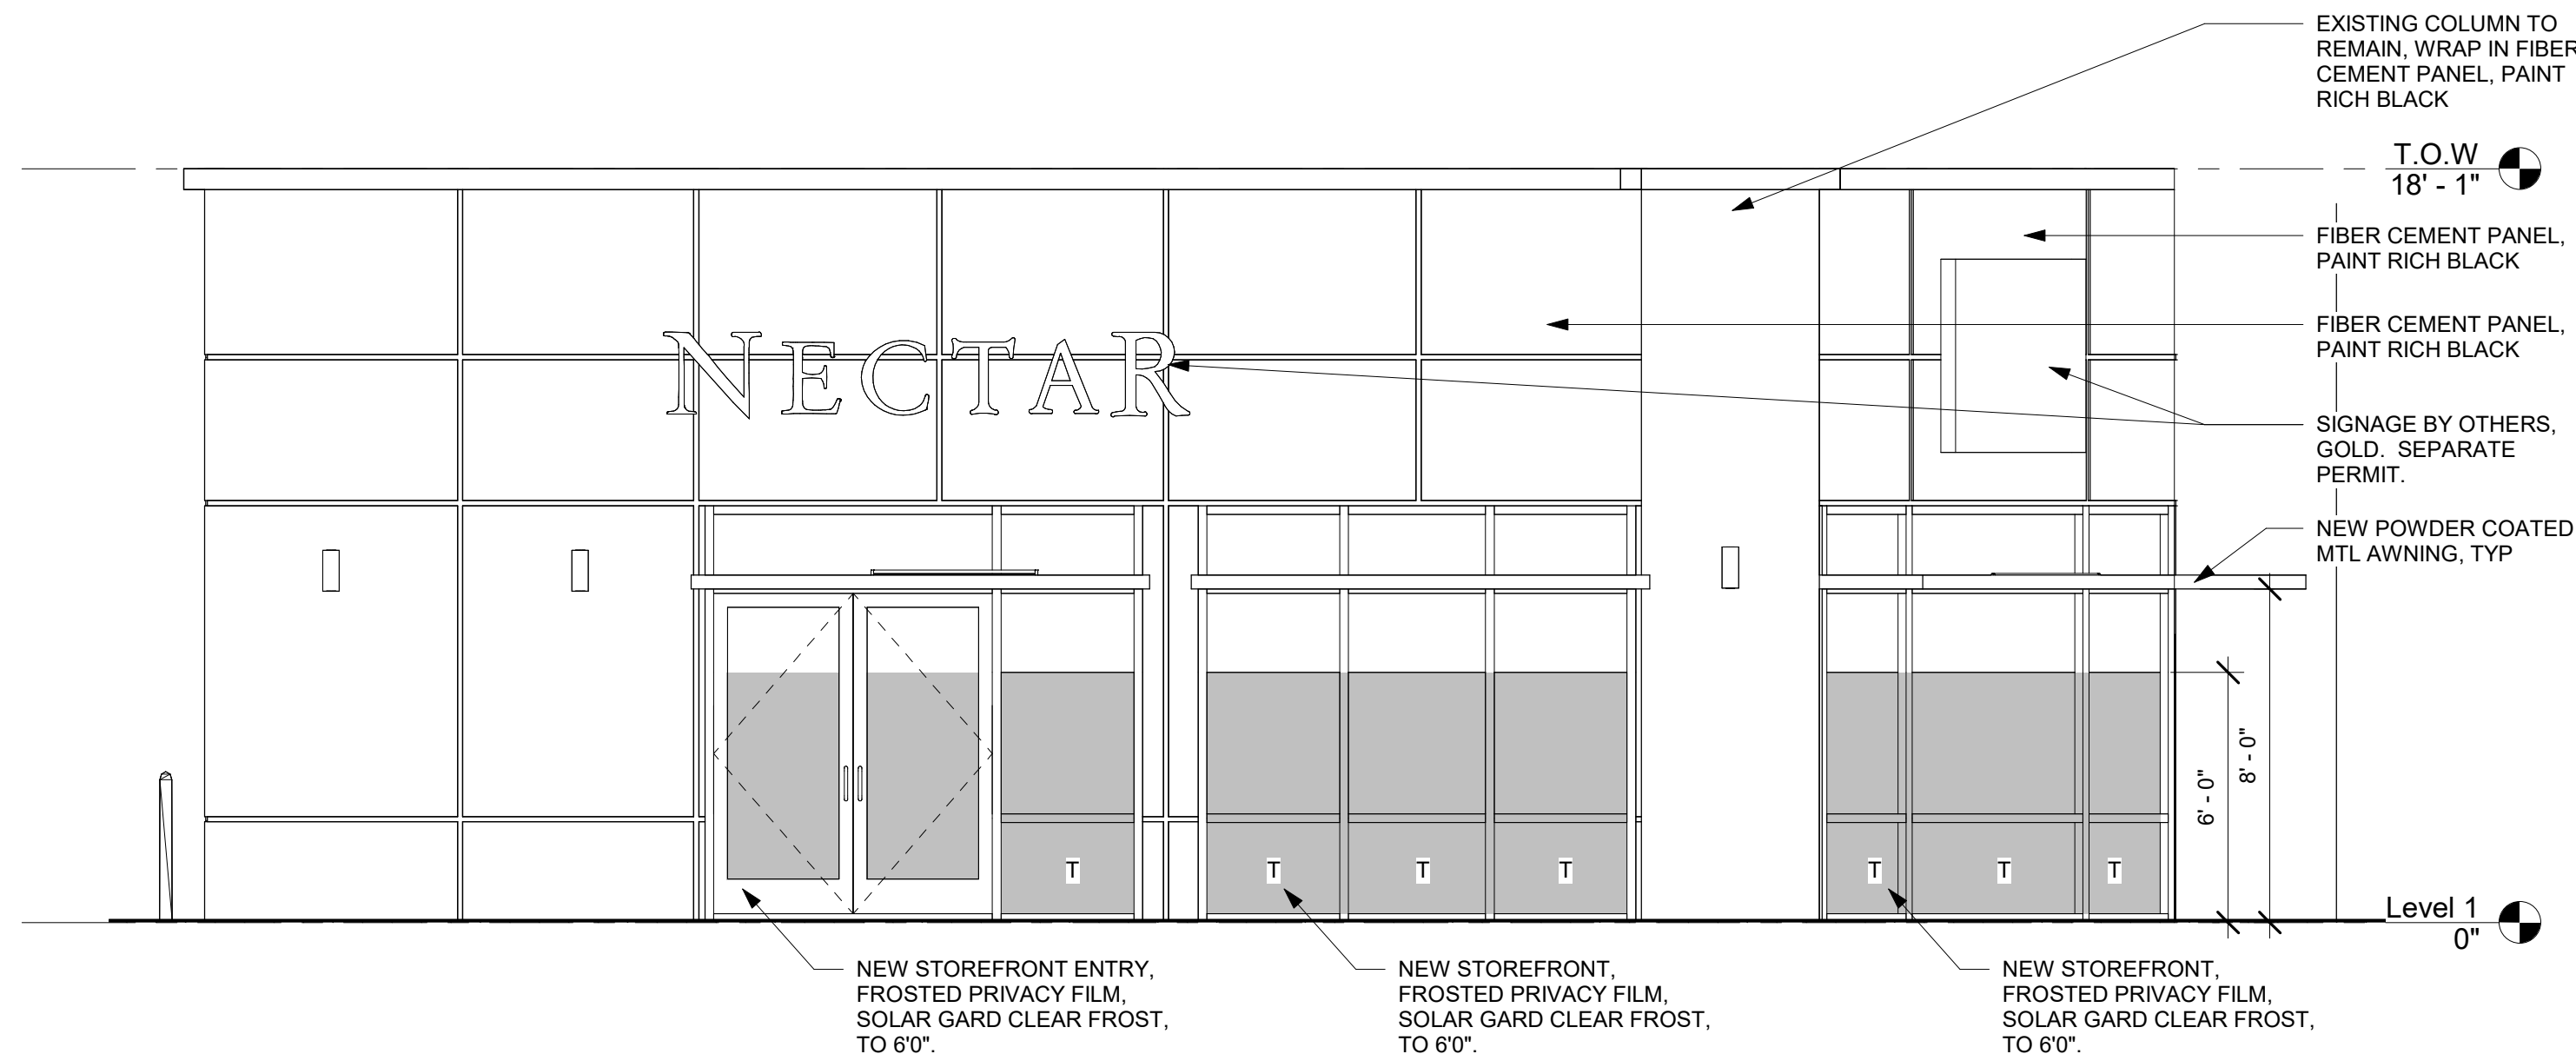 EXISTING COLUMN TO
REMAIN, WRAP IN FIBER
CEMENT PANEL, PAINT
RICH BLACK
T.O.W
18' - 1"
FIBER CEMENT PANEL,
PAINT RICH BLACK
FIBER CEMENT PANEL,
PAINT RICH BLACK
NECTAR
SIGNAGE BY OTHERS,
GOLD. SEPARATE
PERMIT.
NEW POWDER COATED
MTL AWNING, TYP
6' - 0"
8' - 0"
T T T T T T T
Level 1
0"
NEW STOREFRONT ENTRY,
FROSTED PRIVACY FILM,
SOLAR GARD CLEAR FROST,
TO 6'0".
NEW STOREFRONT,
FROSTED PRIVACY FILM,
SOLAR GARD CLEAR FROST,
TO 6'0".
NEW STOREFRONT,
FROSTED PRIVACY FILM,
SOLAR GARD CLEAR FROST,
TO 6'0".